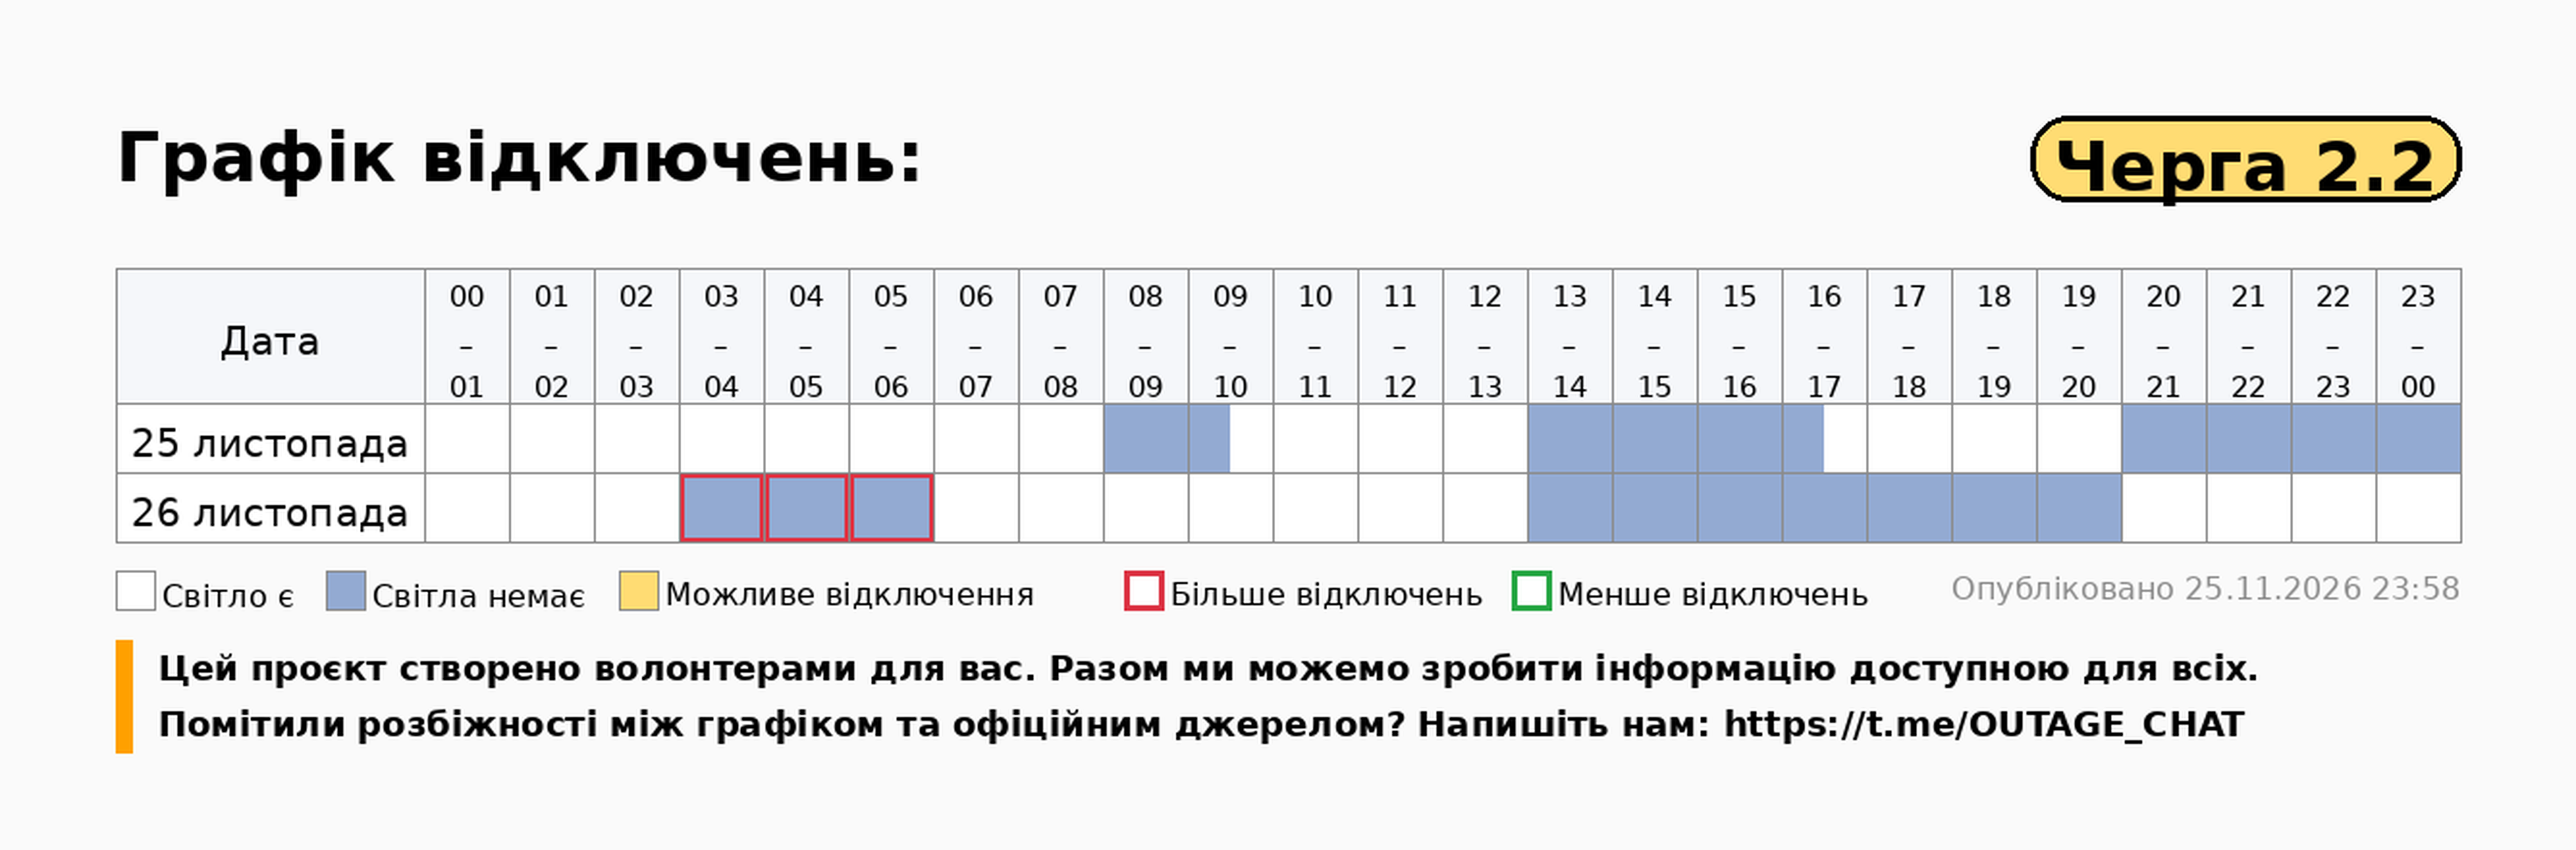 Графік відключень:
Черга 2.2
Дата
00 – 01
01 – 02
02 – 03
03 – 04
04 – 05
05 – 06
06 – 07
07 – 08
08 – 09
09 – 10
10 – 11
11 – 12
12 – 13
13 – 14
14 – 15
15 – 16
16 – 17
17 – 18
18 – 19
19 – 20
20 – 21
21 – 22
22 – 23
23 – 00
25 листопада
26 листопада
Світло є
Світла немає
Можливе відключення
Більше відключень
Менше відключень
Опубліковано 25.11.2026 23:58
Цей проєкт створено волонтерами для вас. Разом ми можемо зробити інформацію доступною для всіх.
Помітили розбіжності між графіком та офіційним джерелом? Напишіть нам: https://t.me/OUTAGE_CHAT